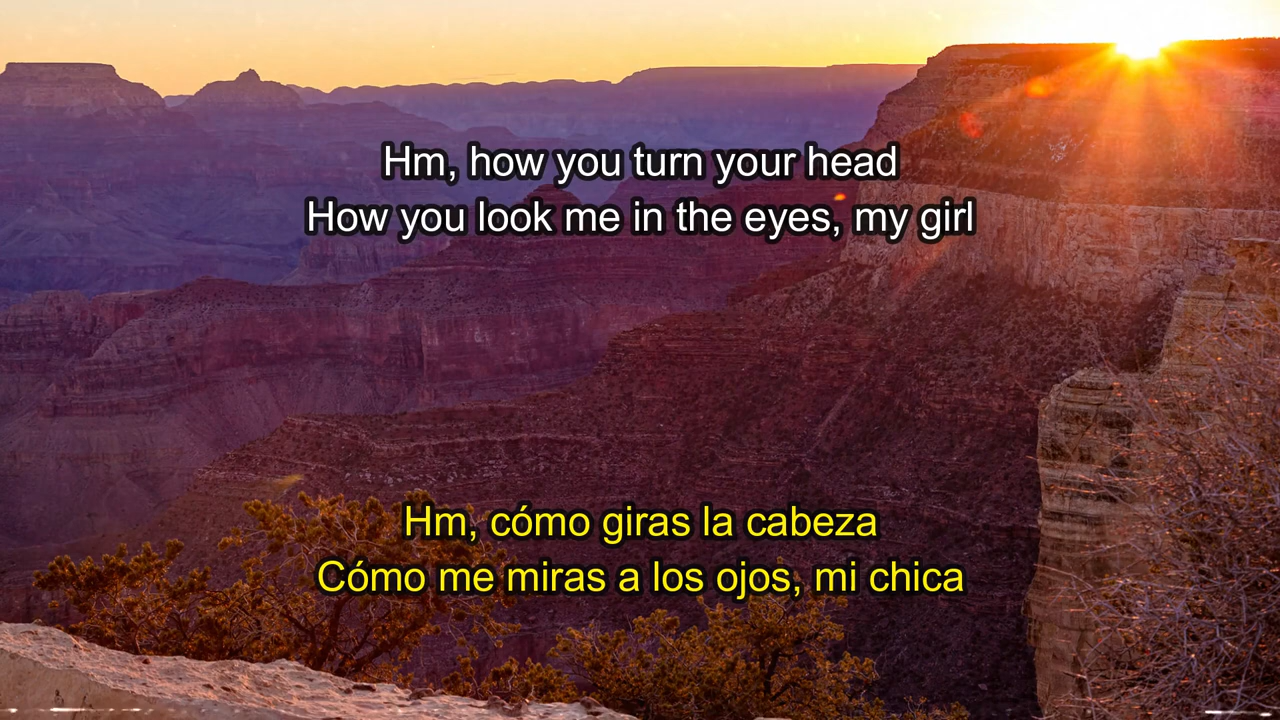 Hm, how you turn your head
How you look me in the eyes, my girl
Hm, cómo giras la cabeza
Cómo me miras a los ojos, mi chica